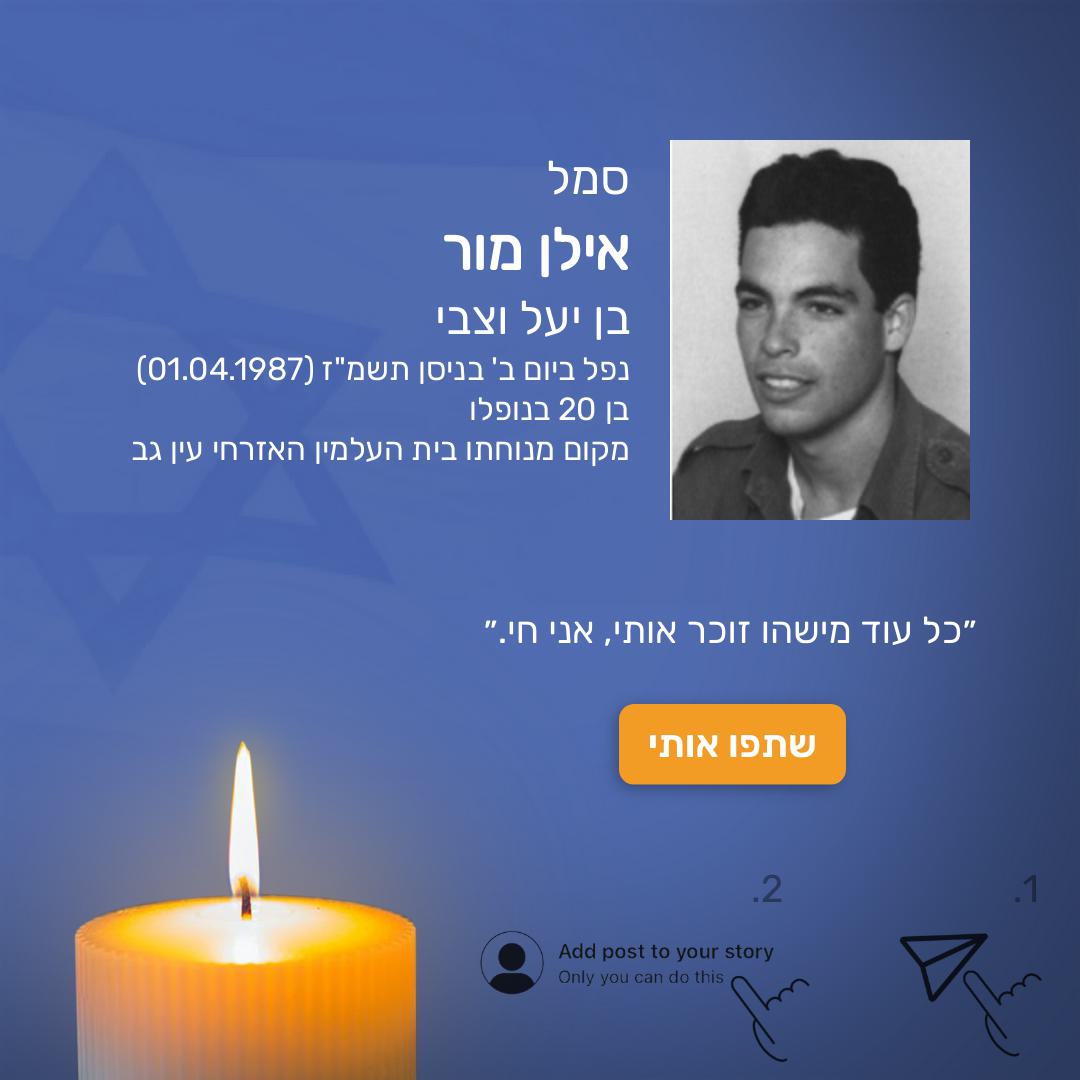 סמל
אילן מור
בן יעל וצבי
נפל ביום ב' בניסן תשמ"ז (01.04.1987)
בן 20 בנופלו
מקום מנוחתו בית העלמין האזרחי עין גב
״כל עוד מישהו זוכר אותי, אני חי.״
שתפו אותי
.1
.2
Add post to your story
Only you can do this